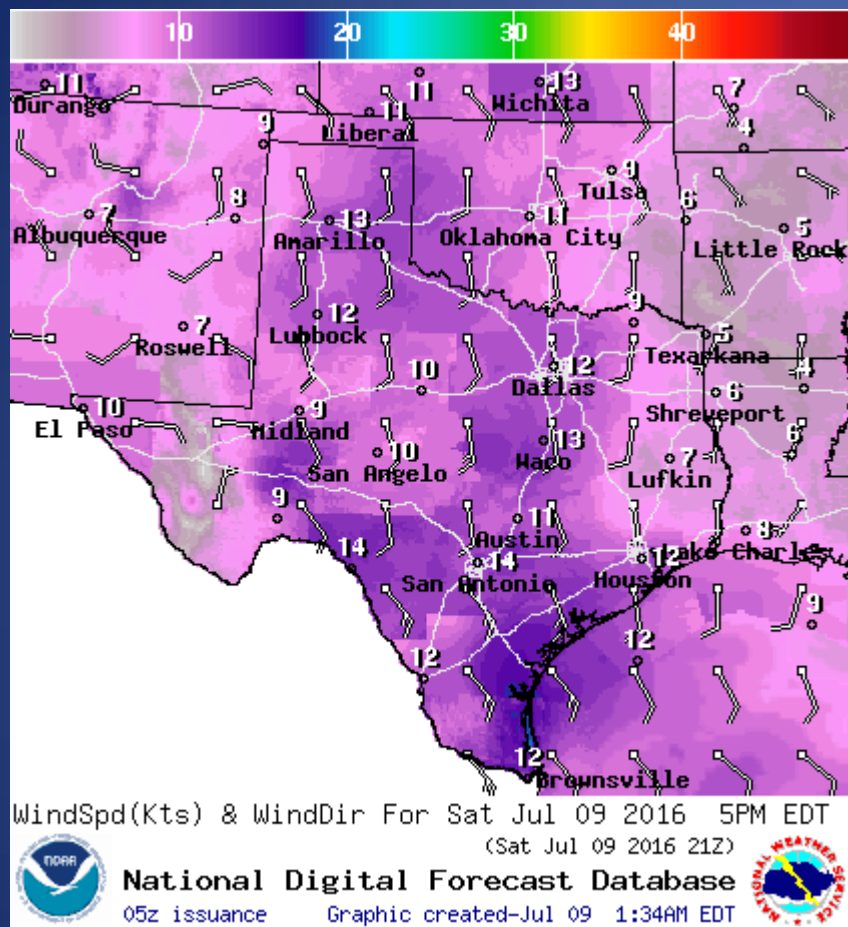 10 20 30 40
11 11 13 7
Durango Wichita
9 11 4
Liberal
9
Tulsa
7 8 13 11 6 5
Albuquerque Amarillo Oklahoma City Little Rock
7 12 9
Roswell Lubbock 5
Texarkana
10 12 4
Dallas
10 9 6
El Paso Midland Shreveport
10 13 7 6
San Angelo Waco Lufkin
9 11 8
Austin Lake Charles
14 14 12
San Antonio Houston
9
12 12
12
Brownsville
WindSpd(Kts) & WindDir For Sat Jul 09 2016 5PM EDT
(Sat Jul 09 2016 21Z)
NOAA
National Digital Forecast Database
05z issuance Graphic created-Jul 09 1:34AM EDT
NATIONAL WEATHER SERVICE